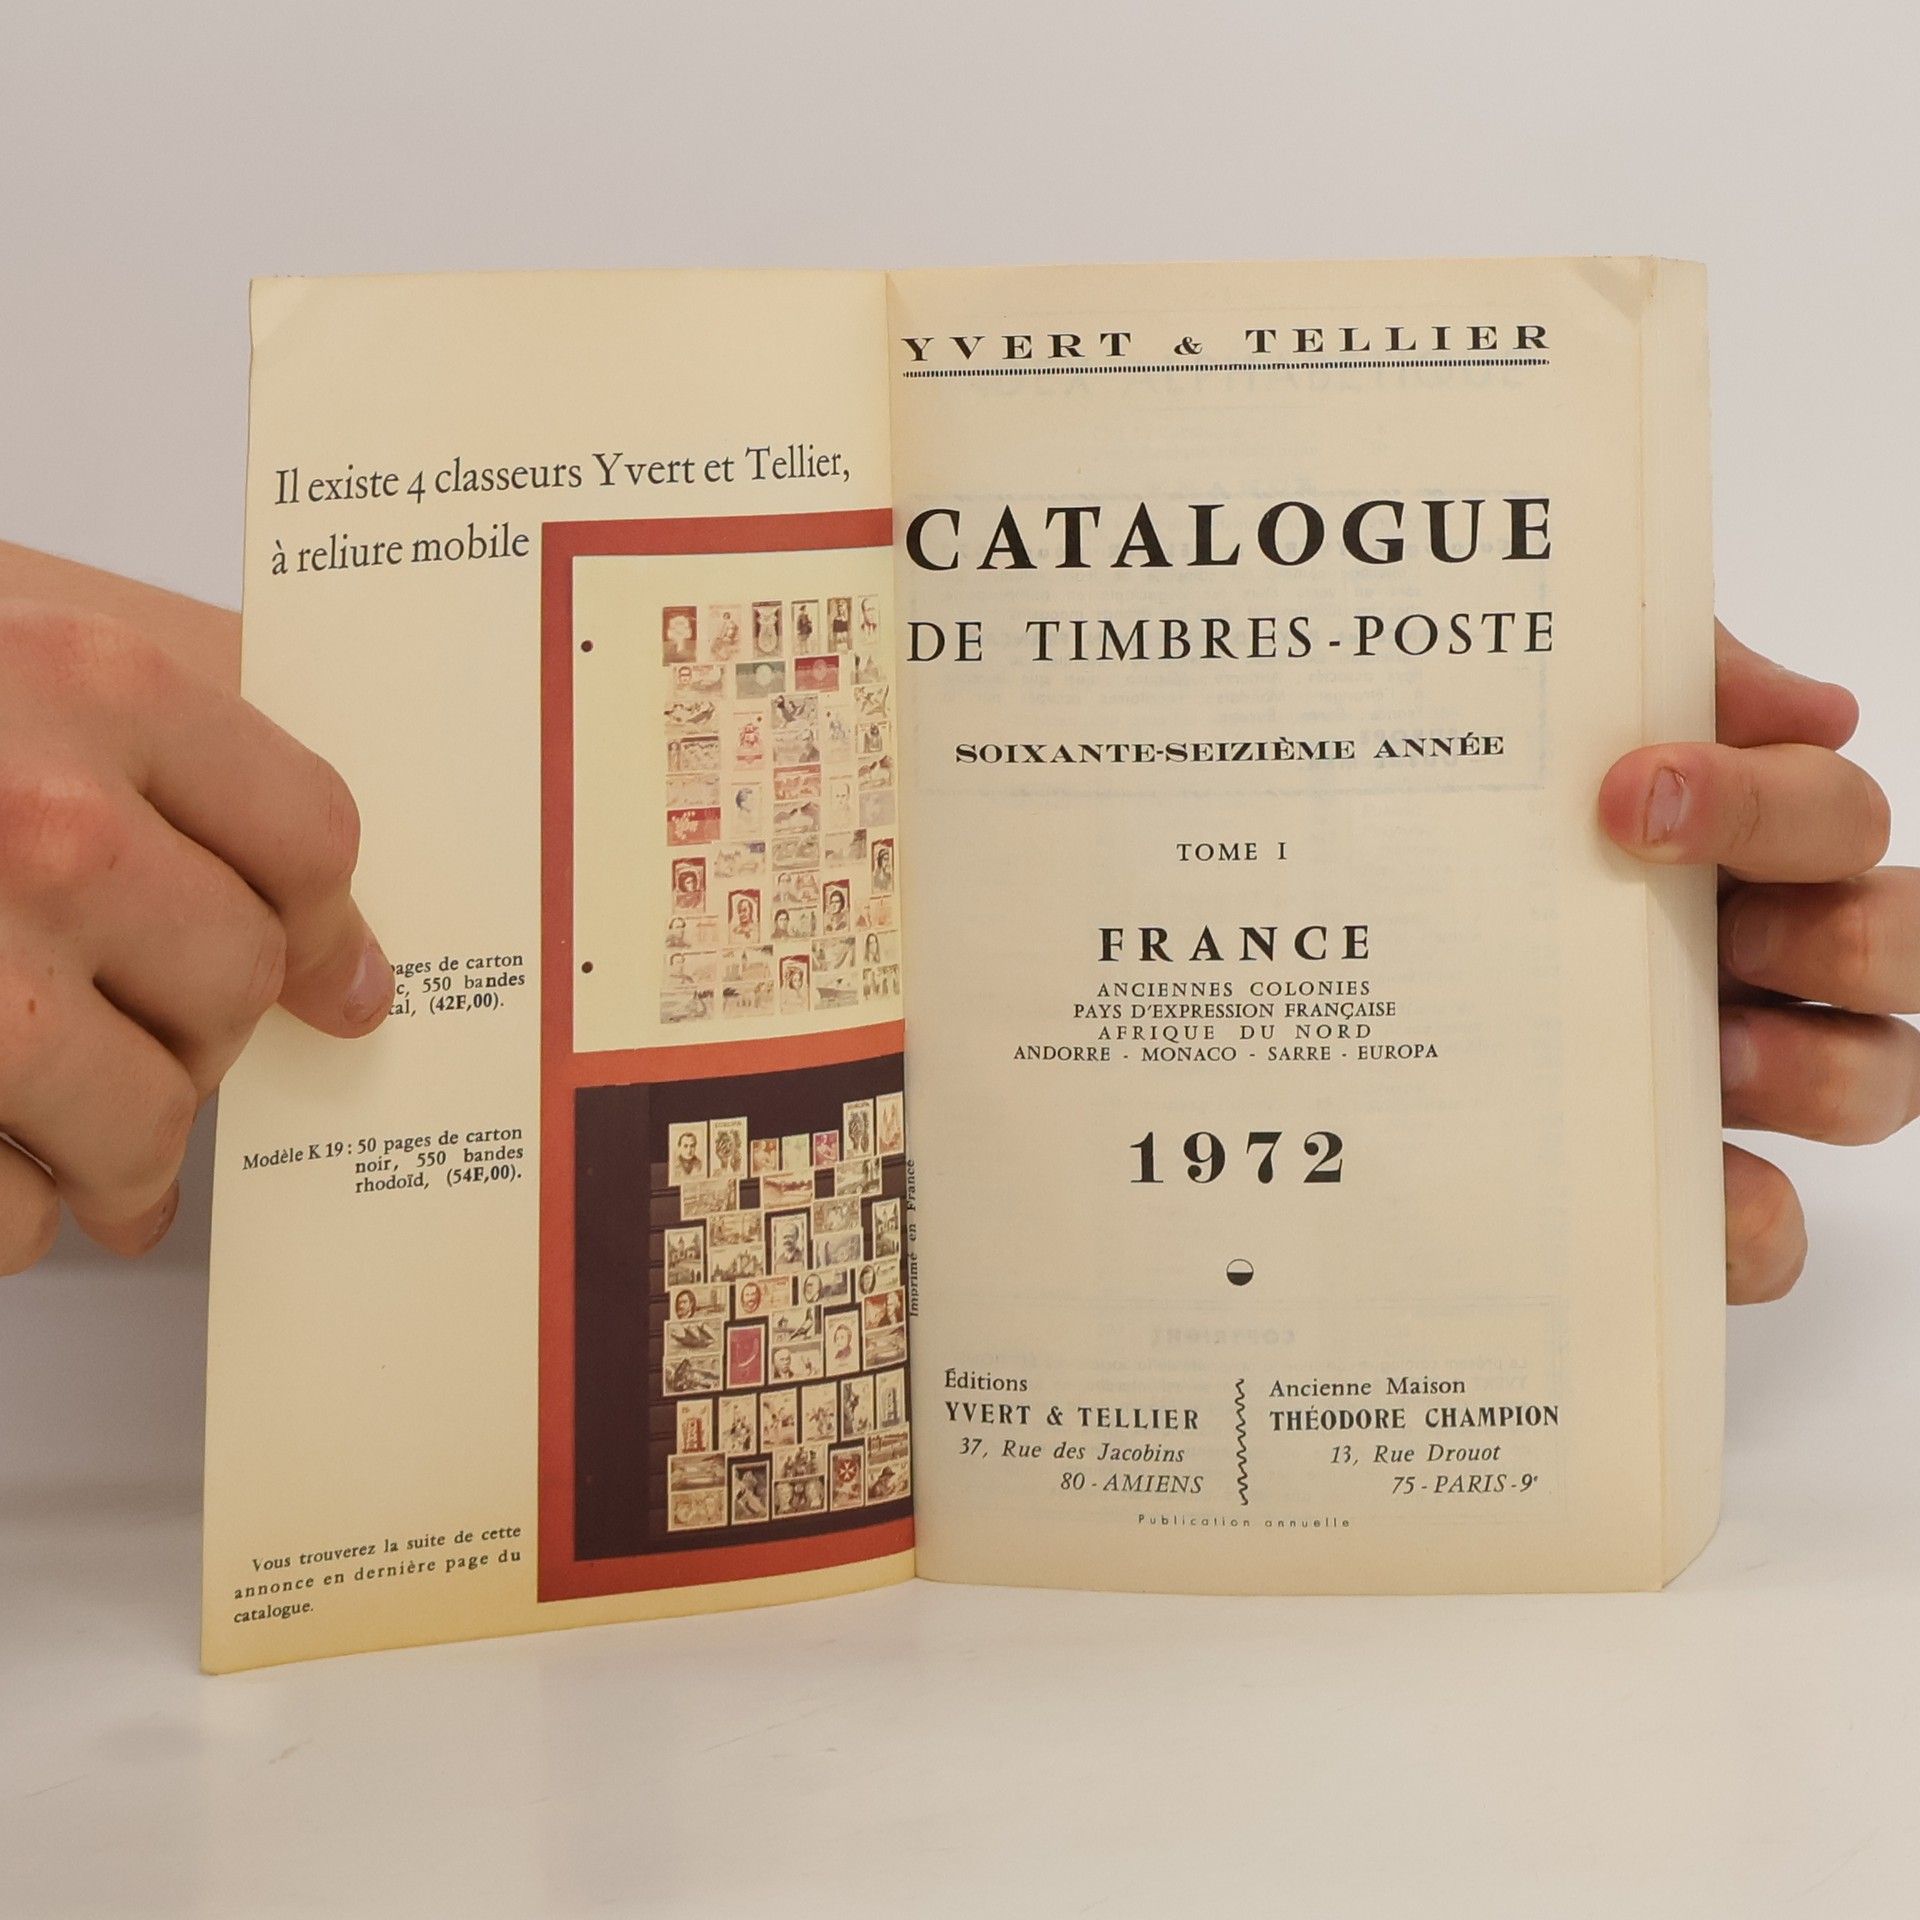 Il existe 4 classeurs Yvert et Tellier,
à reliure mobile
pages de carton
550 bandes
(42F,00).
Modèle K 19 : 50 pages de carton
noir, 550 bandes
rhodoïd, (54F,00).
Vous trouverez la suite de cette
annonce en dernière page du
catalogue.
Imprimé en France
YVERT & TELLIER
CATALOGUE
DE TIMBRES-POSTE
SOIXANTE-SEIZIÈME ANNÉE
TOME I
FRANCE
ANCIENNES COLONIES
PAYS D'EXPRESSION FRANÇAISE
AFRIQUE DU NORD
ANDORRE - MONACO - SARRE - EUROPA
1972
Éditions
YVERT & TELLIER
37, Rue des Jacobins
80 - AMIENS
Ancienne Maison
THÉODORE CHAMPION
13, Rue Drouot
75 - PARIS - 9e
Publication annuelle